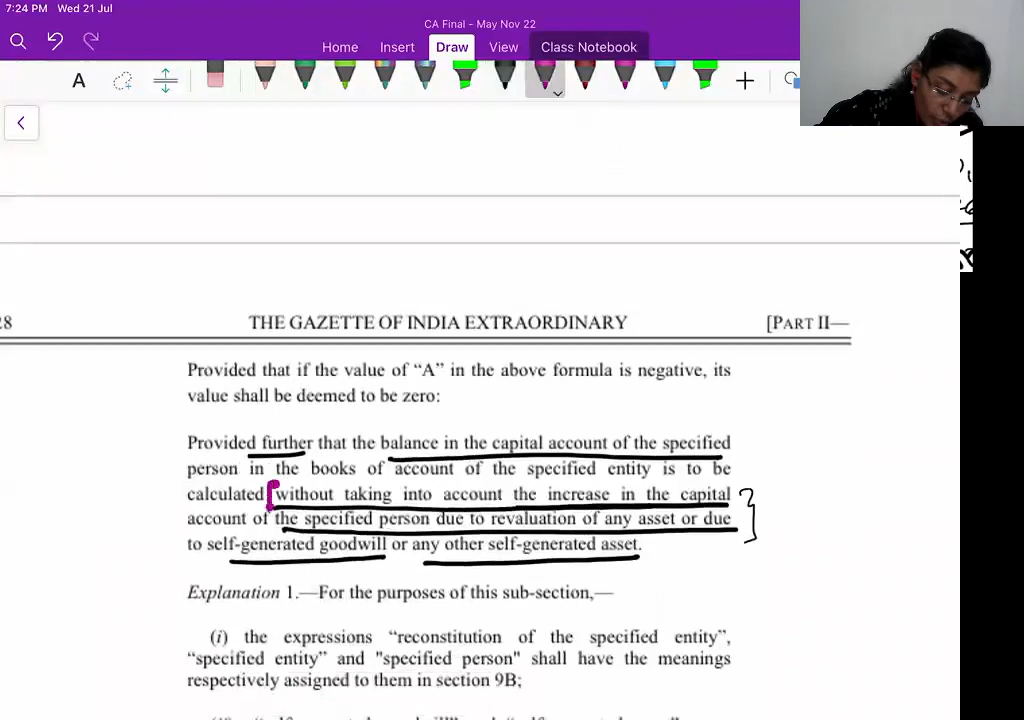 7:24 PM Wed 21 Jul
CA Final - May Nov 22
Home Insert Draw View Class Notebook
A
28 THE GAZETTE OF INDIA EXTRAORDINARY [PART II—
Provided that if the value of “A” in the above formula is negative, its
value shall be deemed to be zero:
Provided further that the balance in the capital account of the specified
person in the books of account of the specified entity is to be
calculated without taking into account the increase in the capital
account of the specified person due to revaluation of any asset or due
to self-generated goodwill or any other self-generated asset.
Explanation 1.—For the purposes of this sub-section,—
(i) the expressions “reconstitution of the specified entity”,
“specified entity” and "specified person" shall have the meanings
respectively assigned to them in section 9B;